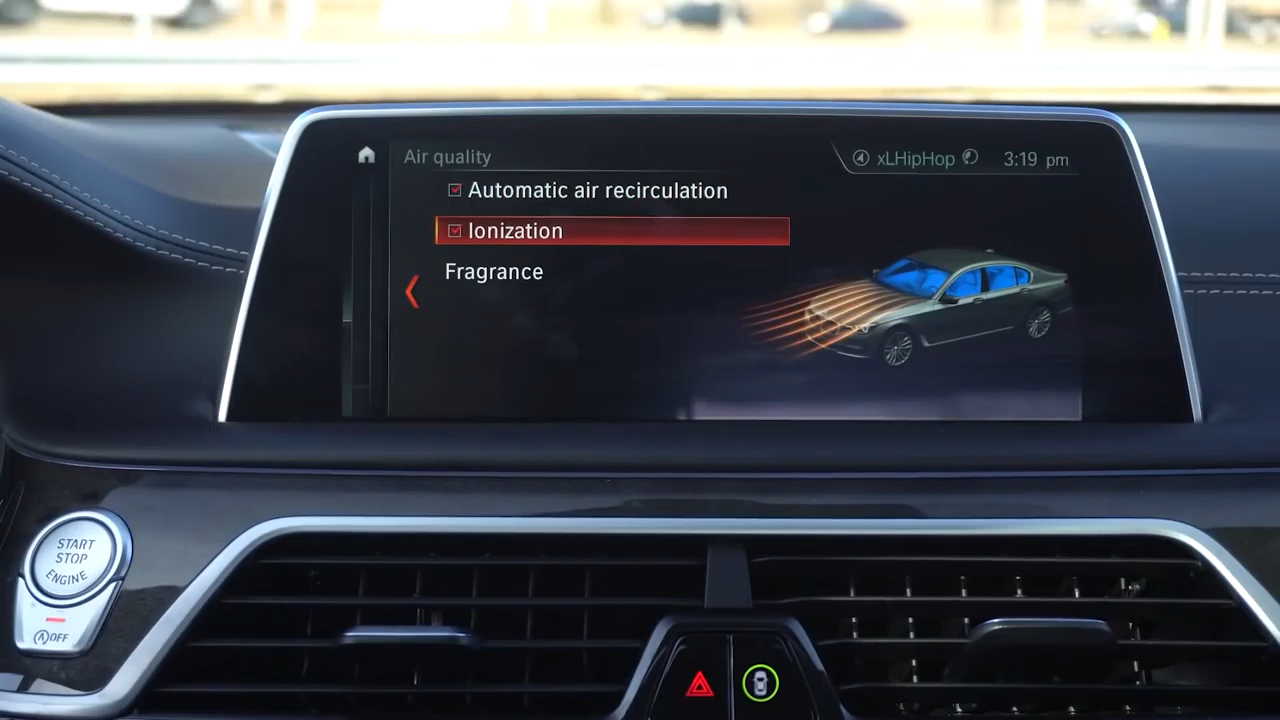 Air quality
xLHipHop 3:19 pm
Automatic air recirculation
Ionization
Fragrance
START
STOP
ENGINE
A OFF